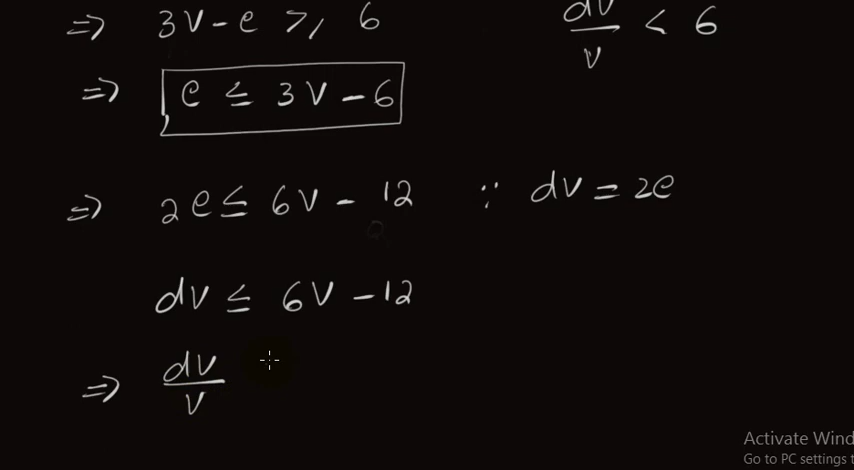 ⇒ 3V - e ≥ 6
dv/v < 6
⇒ e ≤ 3V - 6
⇒ 2e ≤ 6V - 12 ∵ dv = 2e
dv ≤ 6V - 12
⇒ dv/v
Activate Wind
Go to PC settings t